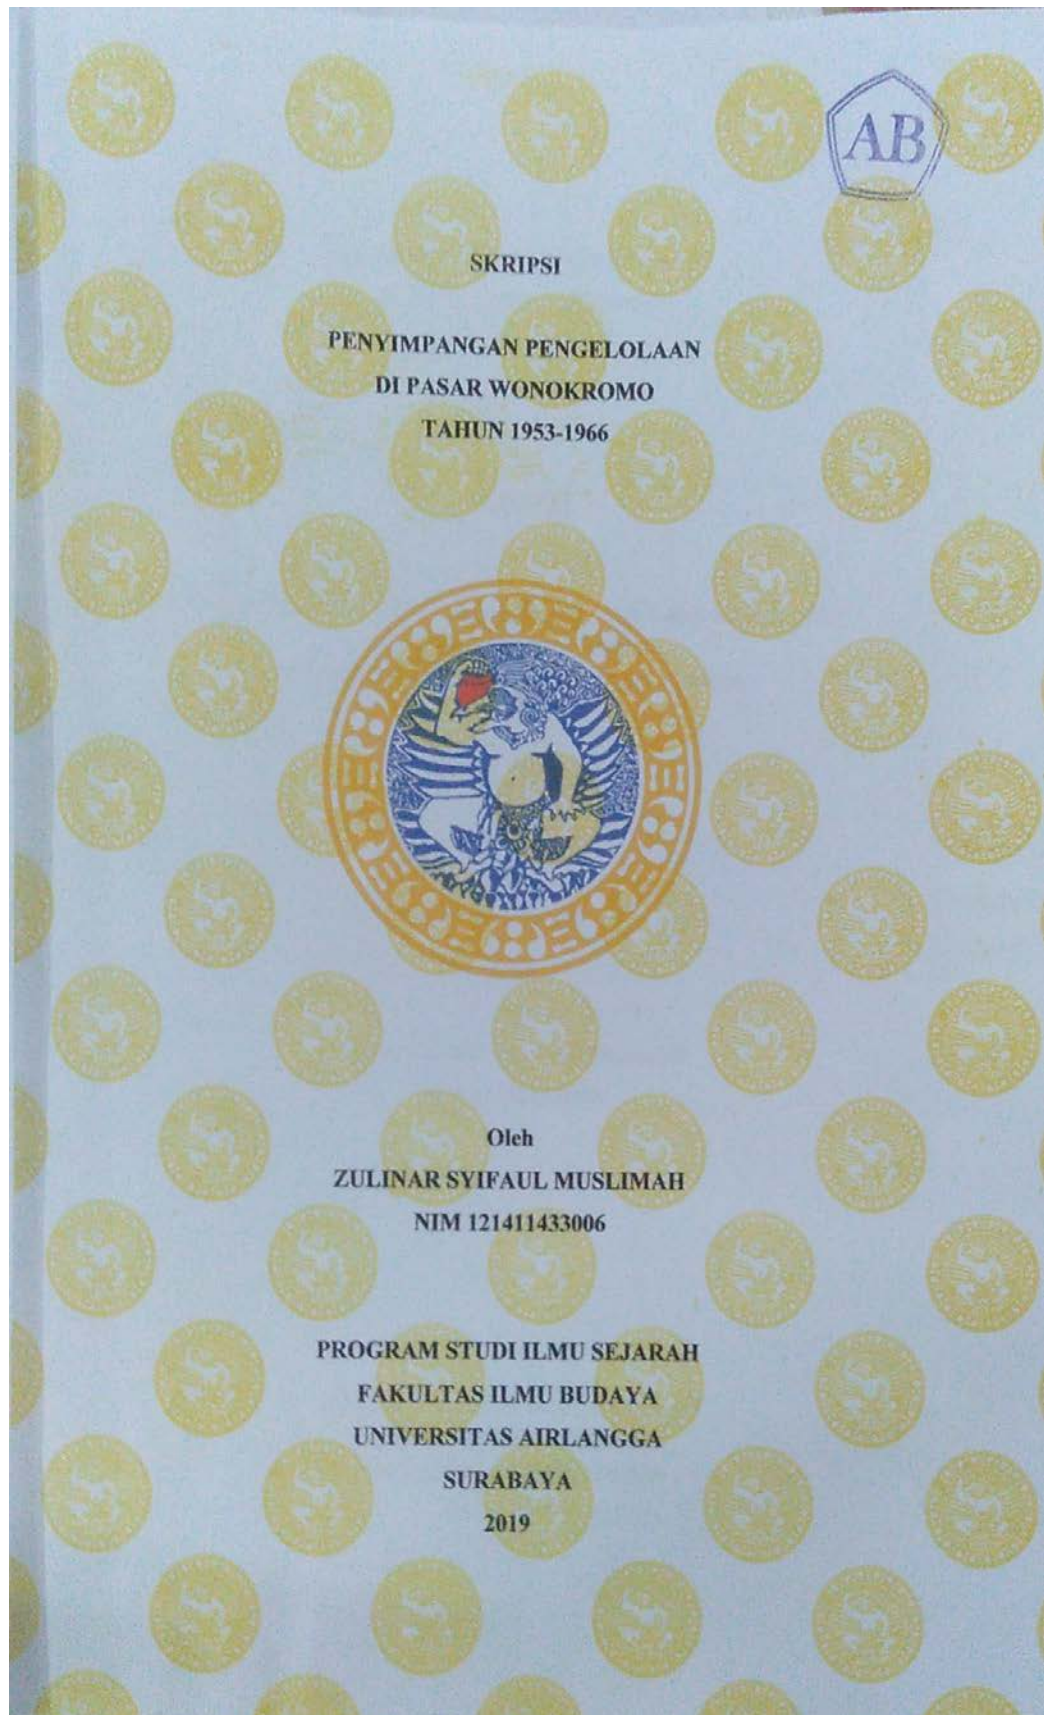 AB
SKRIPSI
PENYIMPANGAN PENGELOLAAN
DI PASAR WONOKROMO
TAHUN 1953-1966
Oleh
ZULINAR SYIFAUL MUSLIMAH
NIM 121411433006
PROGRAM STUDI ILMU SEJARAH
FAKULTAS ILMU BUDAYA
UNIVERSITAS AIRLANGGA
SURABAYA
2019